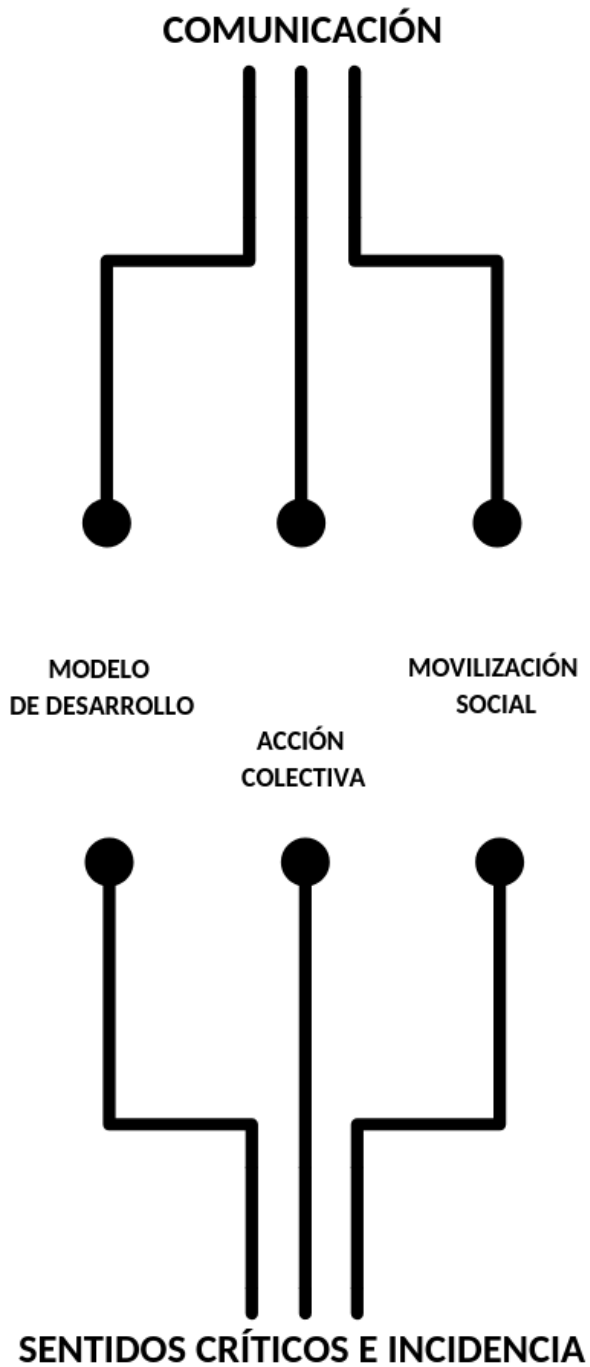 COMUNICACIÓN
MODELO
DE DESARROLLO
MOVILIZACIÓN
SOCIAL
ACCIÓN
COLECTIVA
SENTIDOS CRÍTICOS E INCIDENCIA